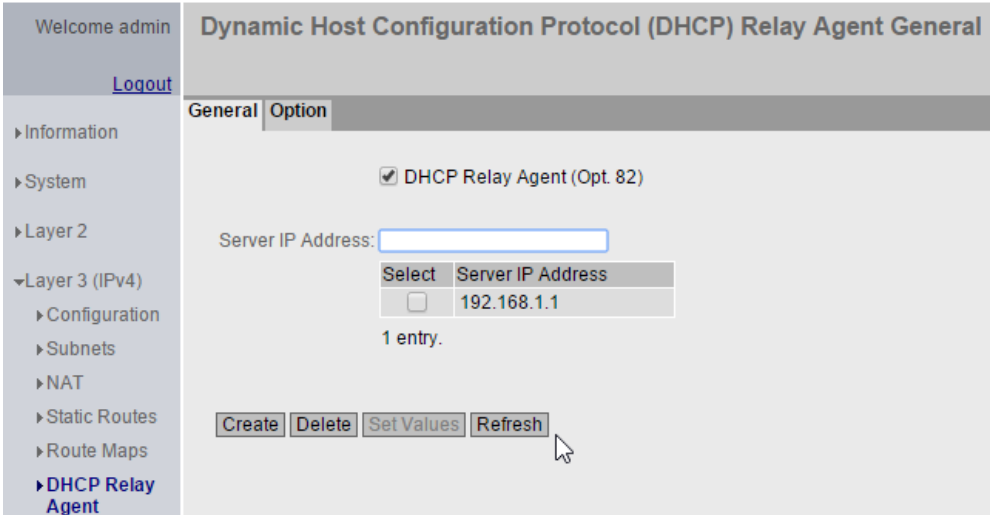 Welcome admin
Logout
Dynamic Host Configuration Protocol (DHCP) Relay Agent General
▸Information
▸System
▸Layer 2
▾Layer 3 (IPv4)
▸Configuration
▸Subnets
▸NAT
▸Static Routes
▸Route Maps
▸DHCP Relay
Agent
General Option
DHCP Relay Agent (Opt. 82)
Server IP Address:
Select Server IP Address
192.168.1.1
1 entry.
Create Delete Set Values Refresh